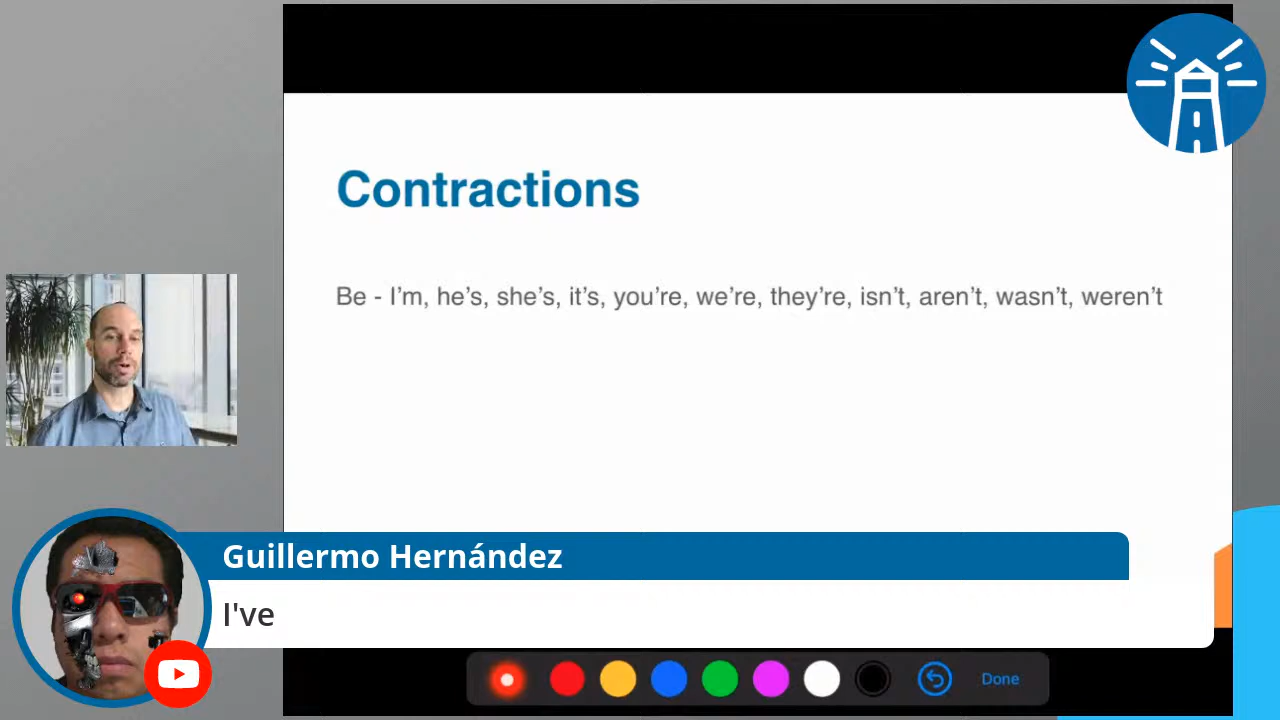 Contractions
Be - I’m, he’s, she’s, it’s, you’re, we’re, they’re, isn’t, aren’t, wasn’t, weren’t
Guillermo Hernández
I've
Done